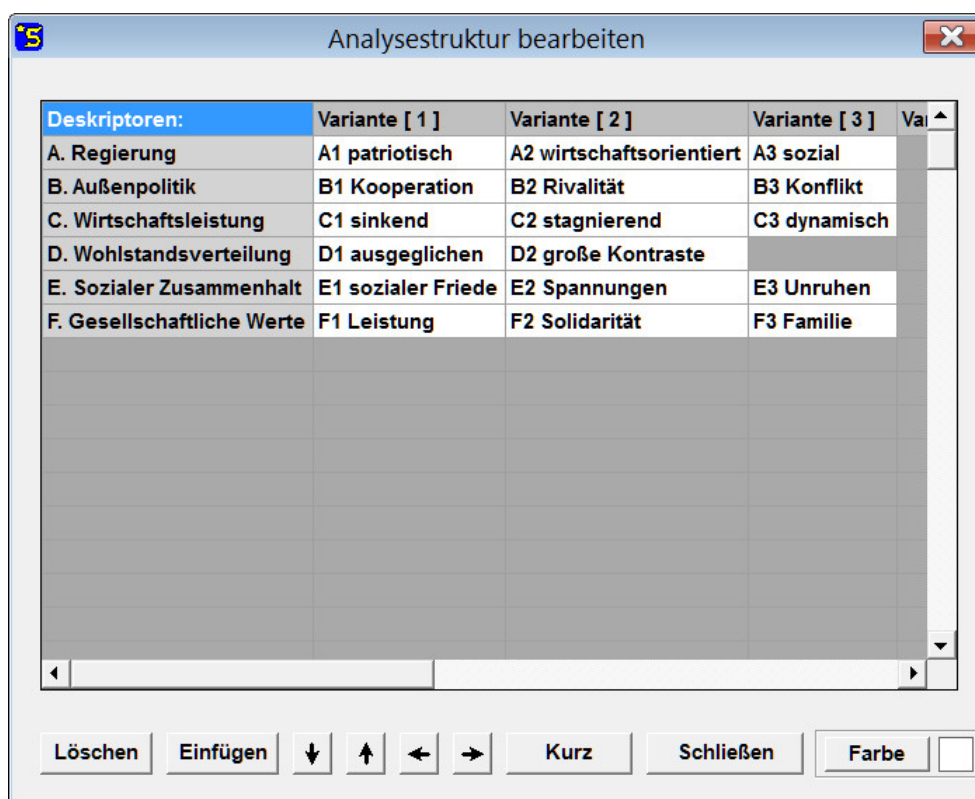 Analysestruktur bearbeiten
Deskriptoren: Variante [ 1 ] Variante [ 2 ] Variante [ 3 ] Va
A. Regierung A1 patriotisch A2 wirtschaftsorientiert A3 sozial
B. Außenpolitik B1 Kooperation B2 Rivalität B3 Konflikt
C. Wirtschaftsleistung C1 sinkend C2 stagnierend C3 dynamisch
D. Wohlstandsverteilung D1 ausgeglichen D2 große Kontraste
E. Sozialer Zusammenhalt E1 sozialer Friede E2 Spannungen E3 Unruhen
F. Gesellschaftliche Werte F1 Leistung F2 Solidarität F3 Familie
Löschen Einfügen Kurz Schließen Farbe